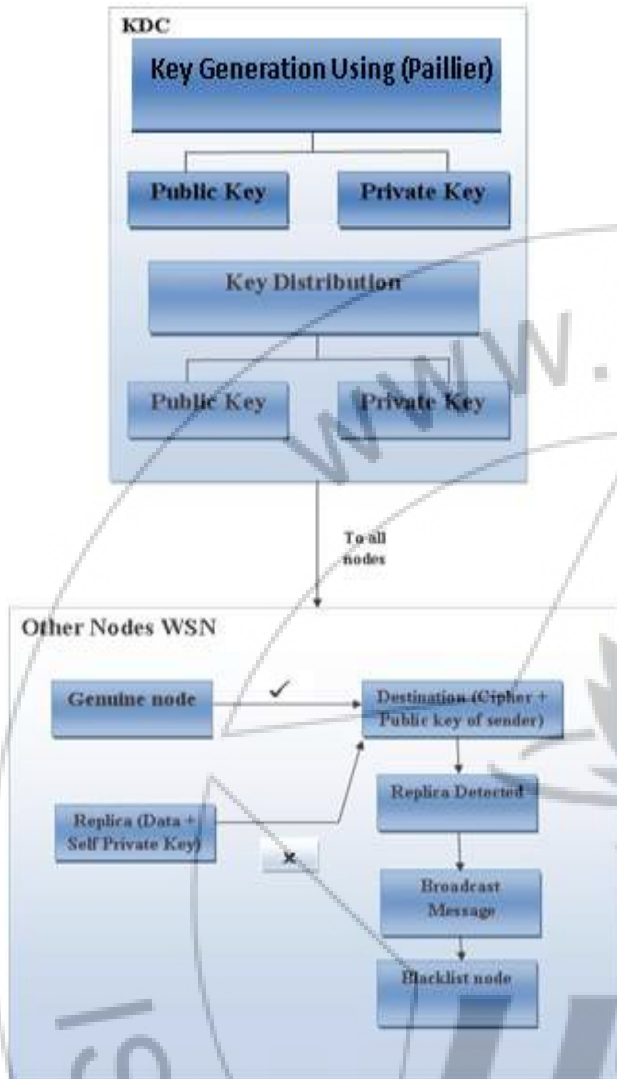 KDC
Key Generation Using (Paillier)
Public Key
Private Key
Key Distribution
Public Key
Private Key
To all
nodes
Other Nodes WSN
Genuine node
Destination (Cipher +
Public key of sender)
Replica (Data +
Self Private Key)
Replica Detected
Broadcast
Message
Blacklist node
www.